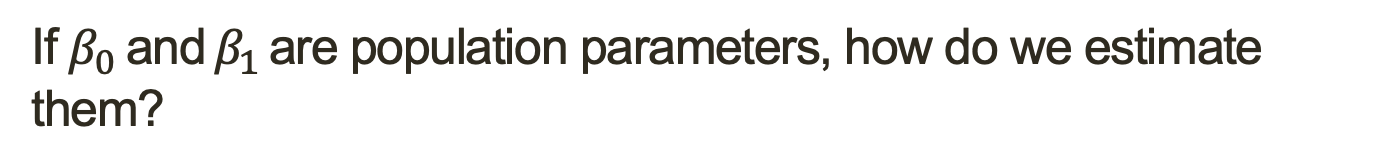 If β₀ and β₁ are population parameters, how do we estimate
them?